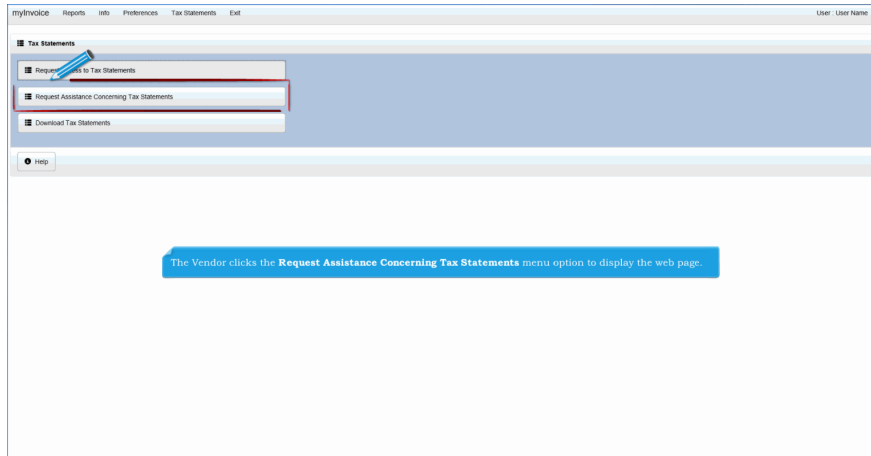 myInvoice Reports Info Preferences Tax Statements Exit User : User Name
Tax Statements
Request to Tax Statements
Request Assistance Concerning Tax Statements
Download Tax Statements
Help
The Vendor clicks the Request Assistance Concerning Tax Statements menu option to display the web page.